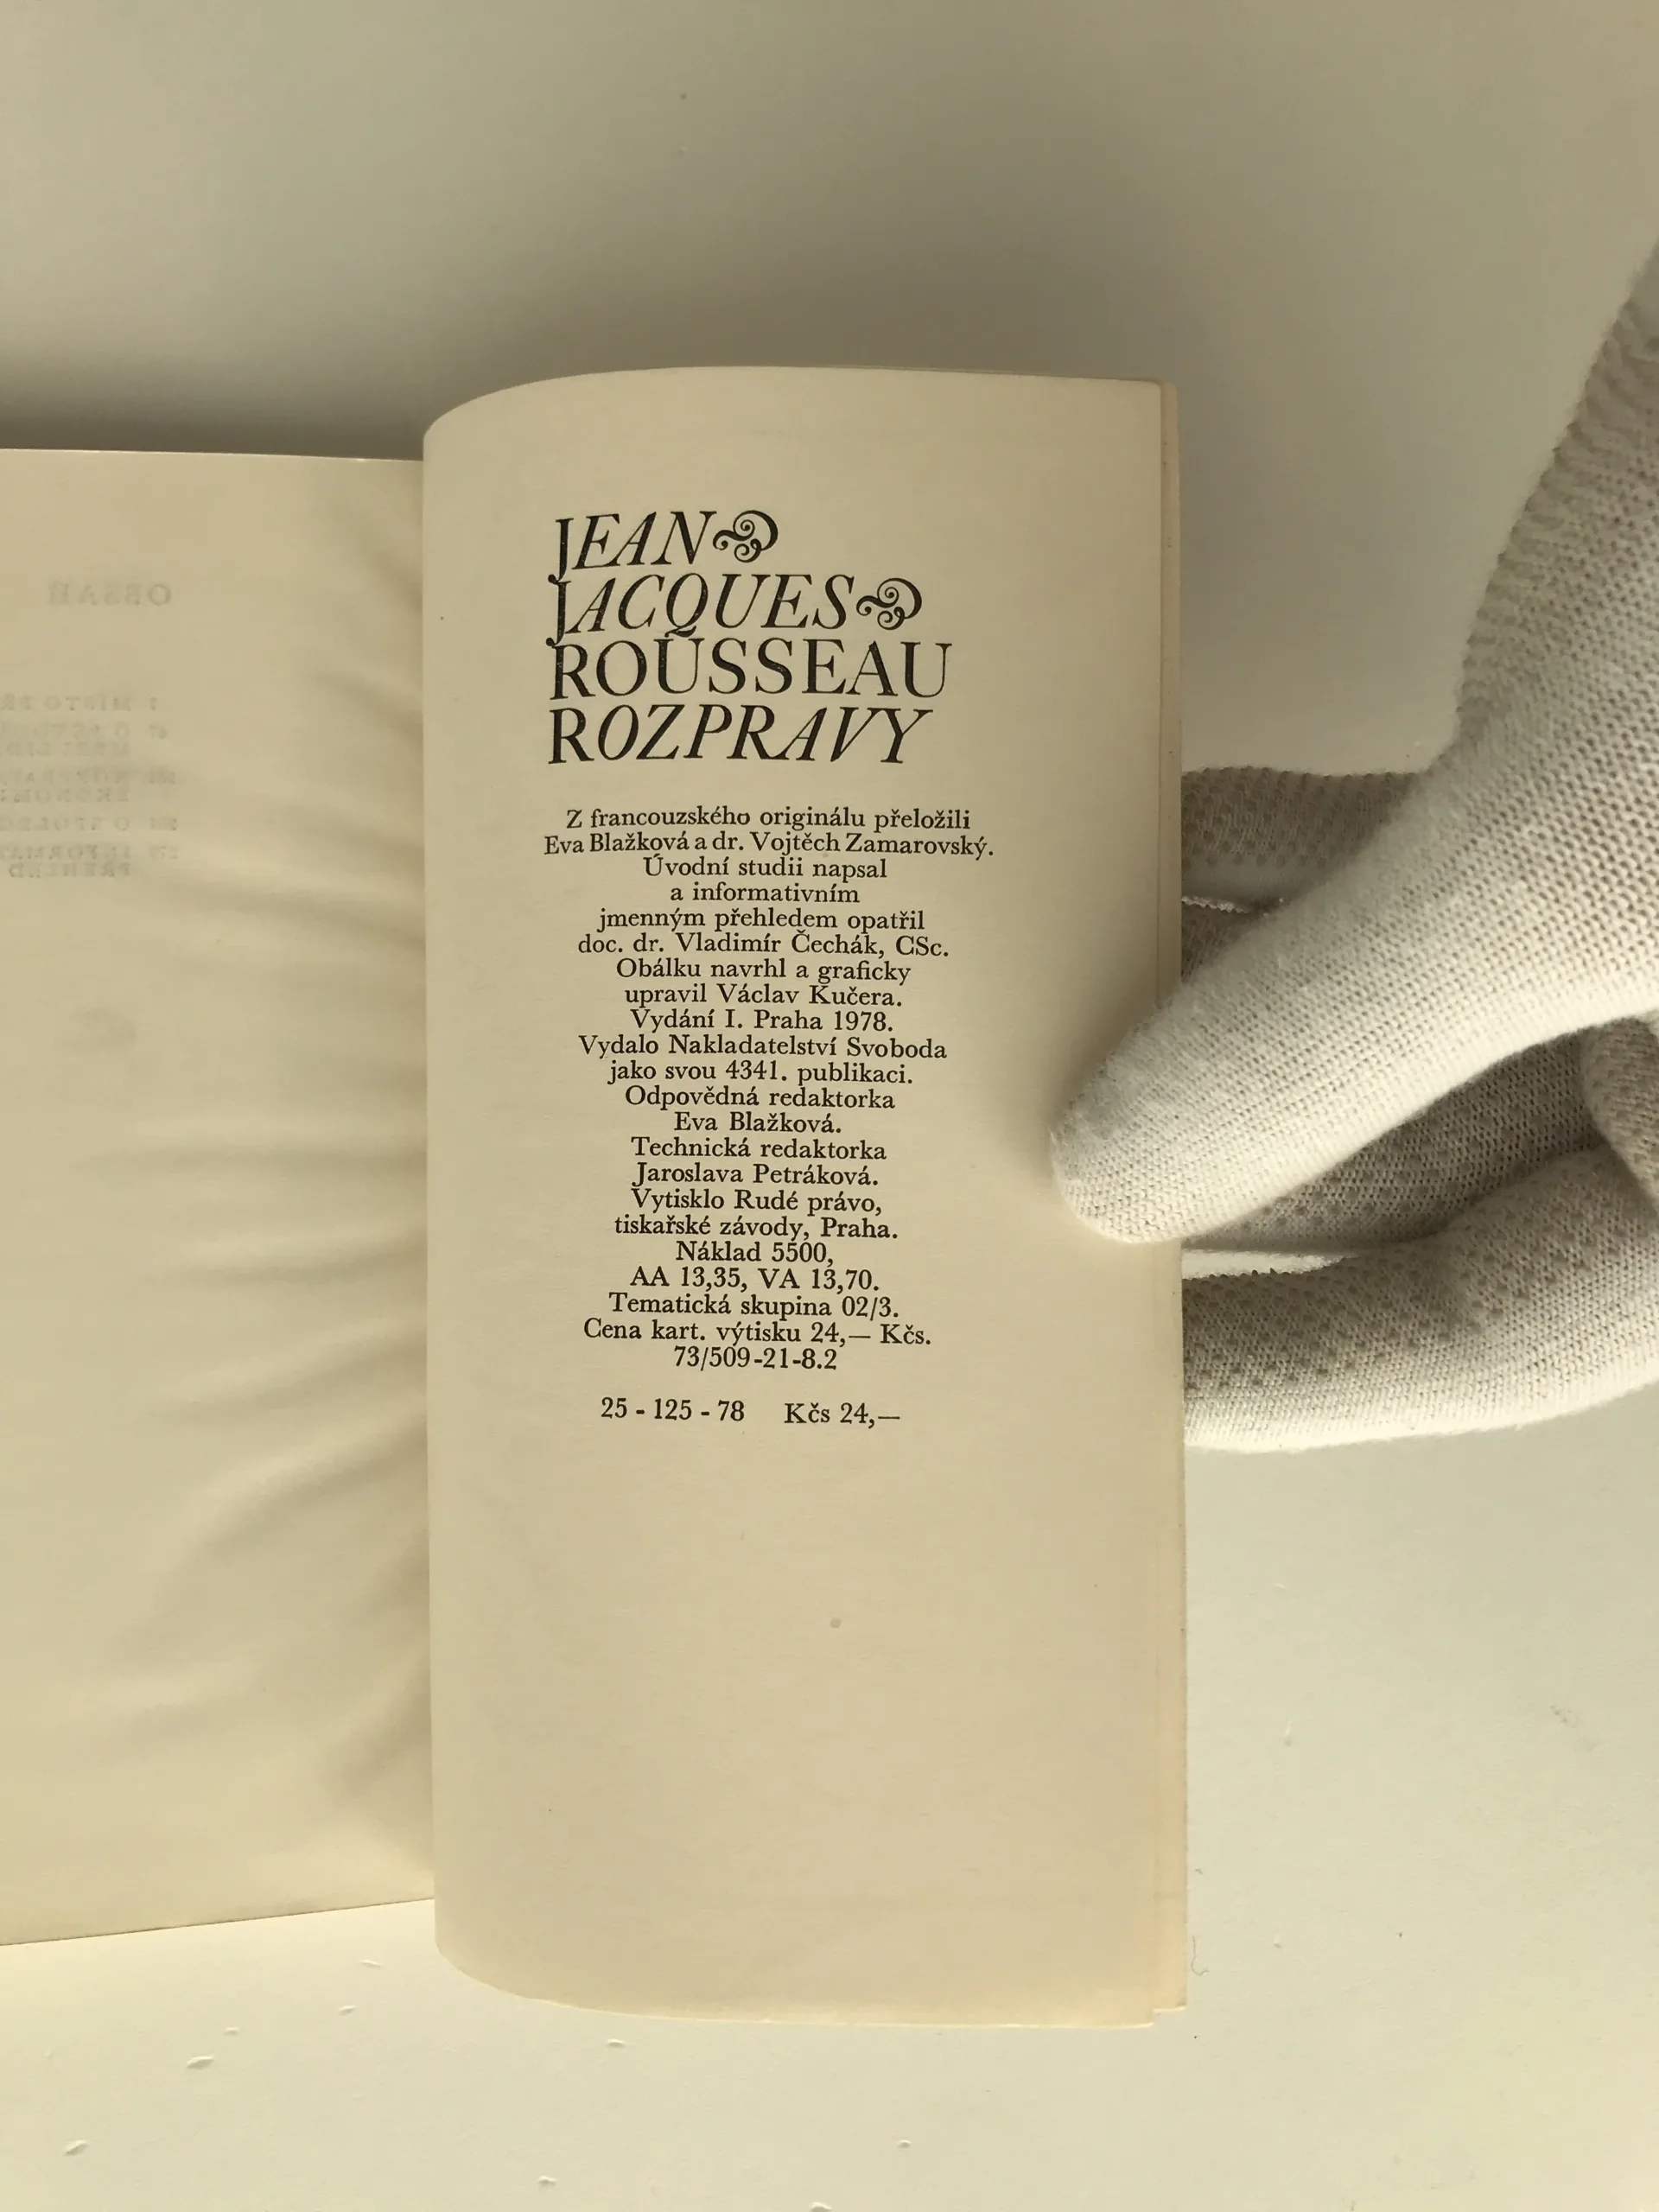 OBSAH
JEAN
JACQUES
ROUSSEAU
ROZPRAVY
Z francouzského originálu přeložili
Eva Blažková a dr. Vojtěch Zamarovský.
Úvodní studii napsal
a informativním
jmenným přehledem opatřil
doc. dr. Vladimír Čechák, CSc.
Obálku navrhl a graficky
upravil Václav Kučera.
Vydání I. Praha 1978.
Vydalo Nakladatelství Svoboda
jako svou 4341. publikaci.
Odpovědná redaktorka
Eva Blažková.
Technická redaktorka
Jaroslava Petráková.
Vytisklo Rudé právo,
tiskařské závody, Praha.
Náklad 5500,
AA 13,35, VA 13,70.
Tematická skupina 02/3.
Cena kart. výtisku 24,— Kčs.
73/509-21-8.2
25 - 125 - 78 Kčs 24,—